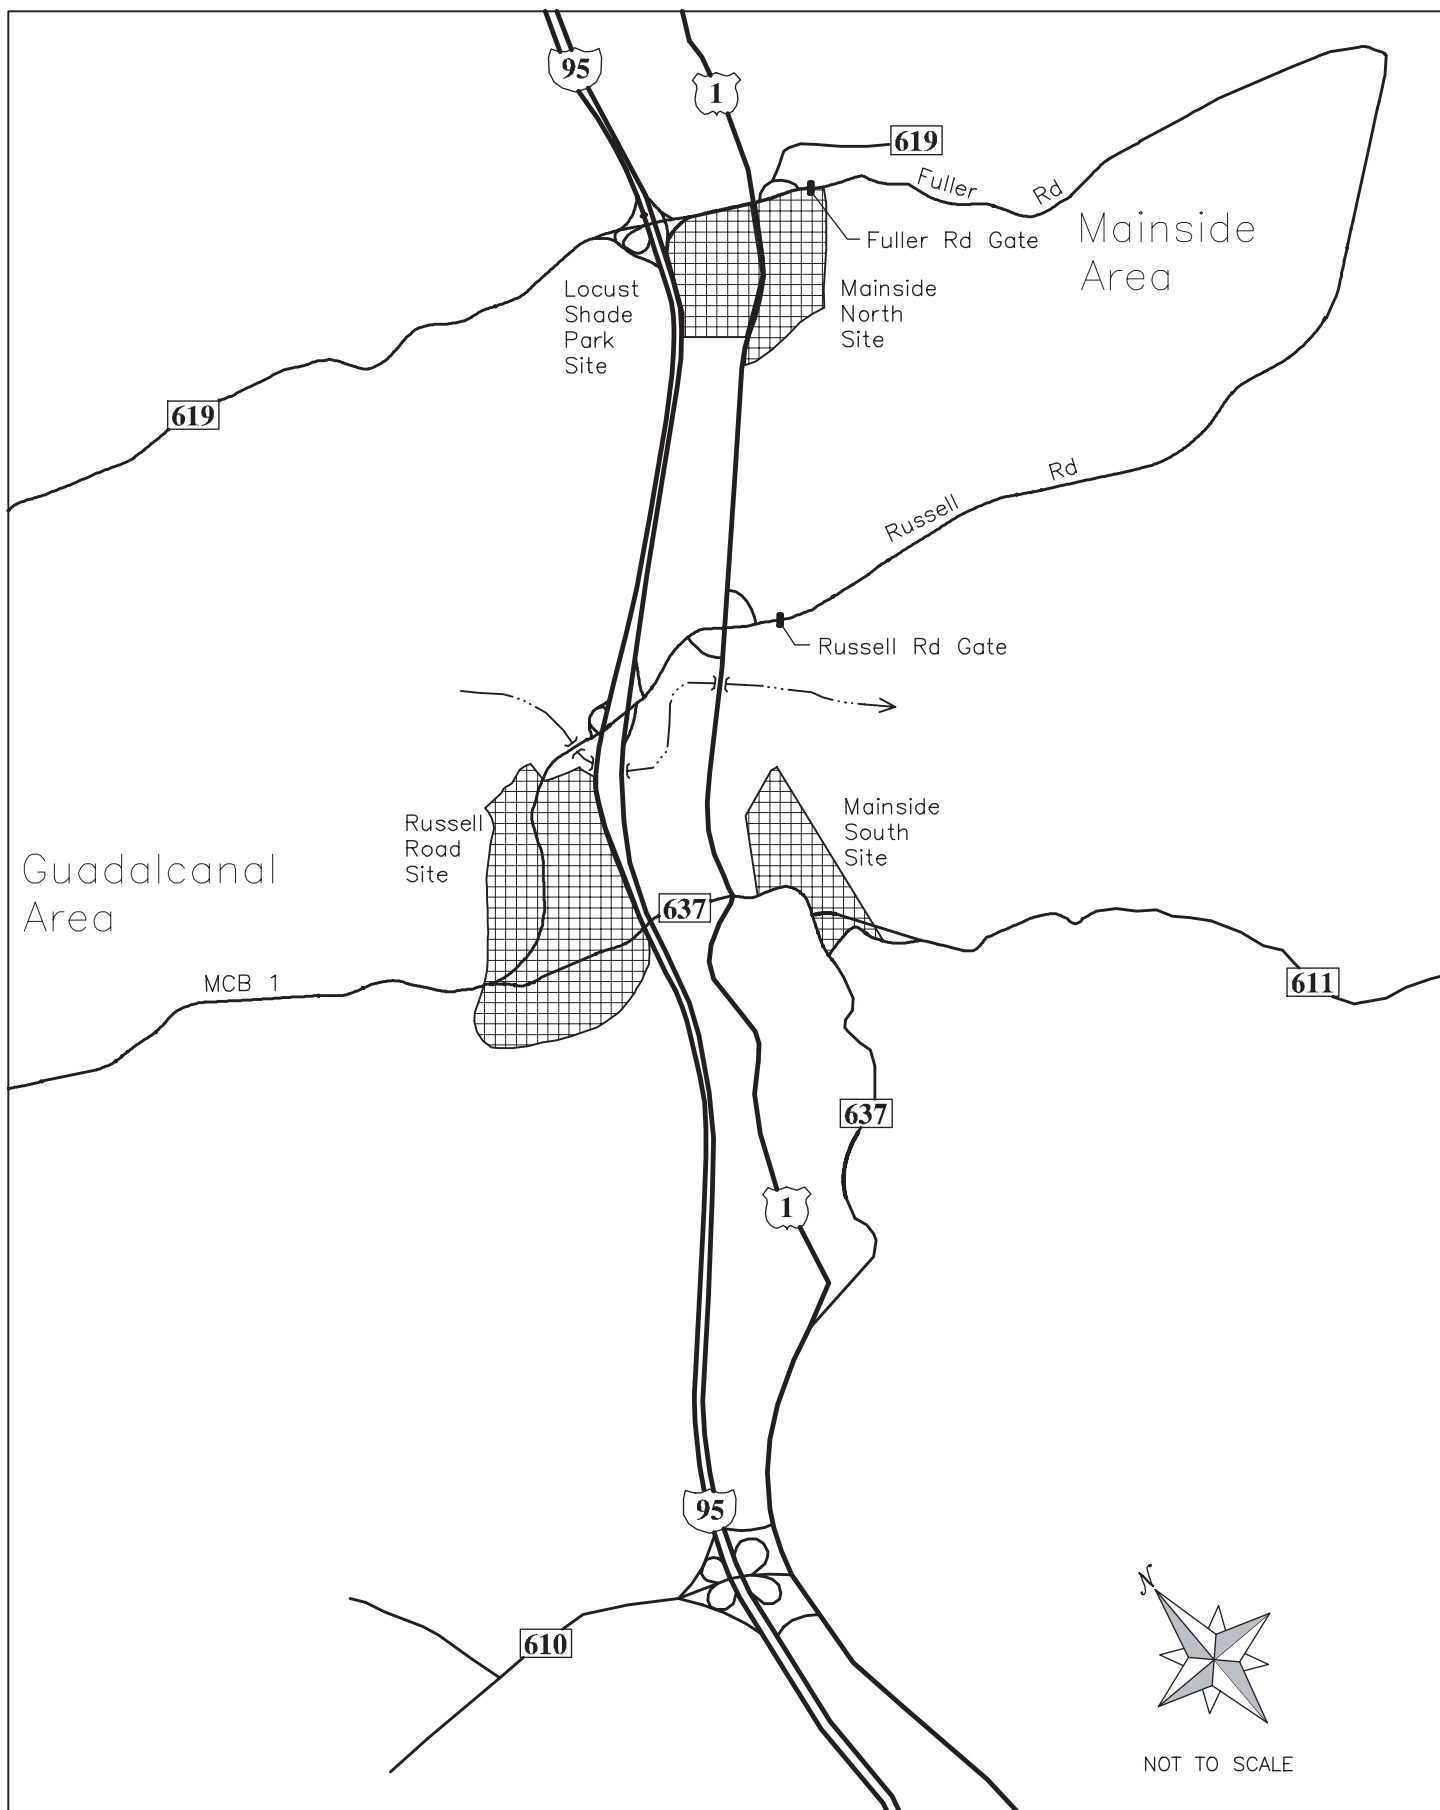 95
1
619
Fuller Rd
Fuller Rd Gate
Mainside
Area
Locust
Shade
Park
Site
Mainside
North
Site
619
Russell Rd
Russell Rd Gate
Russell
Road
Site
Mainside
South
Site
Guadalcanal
Area
637
MCB 1
611
637
1
95
610
N
NOT TO SCALE